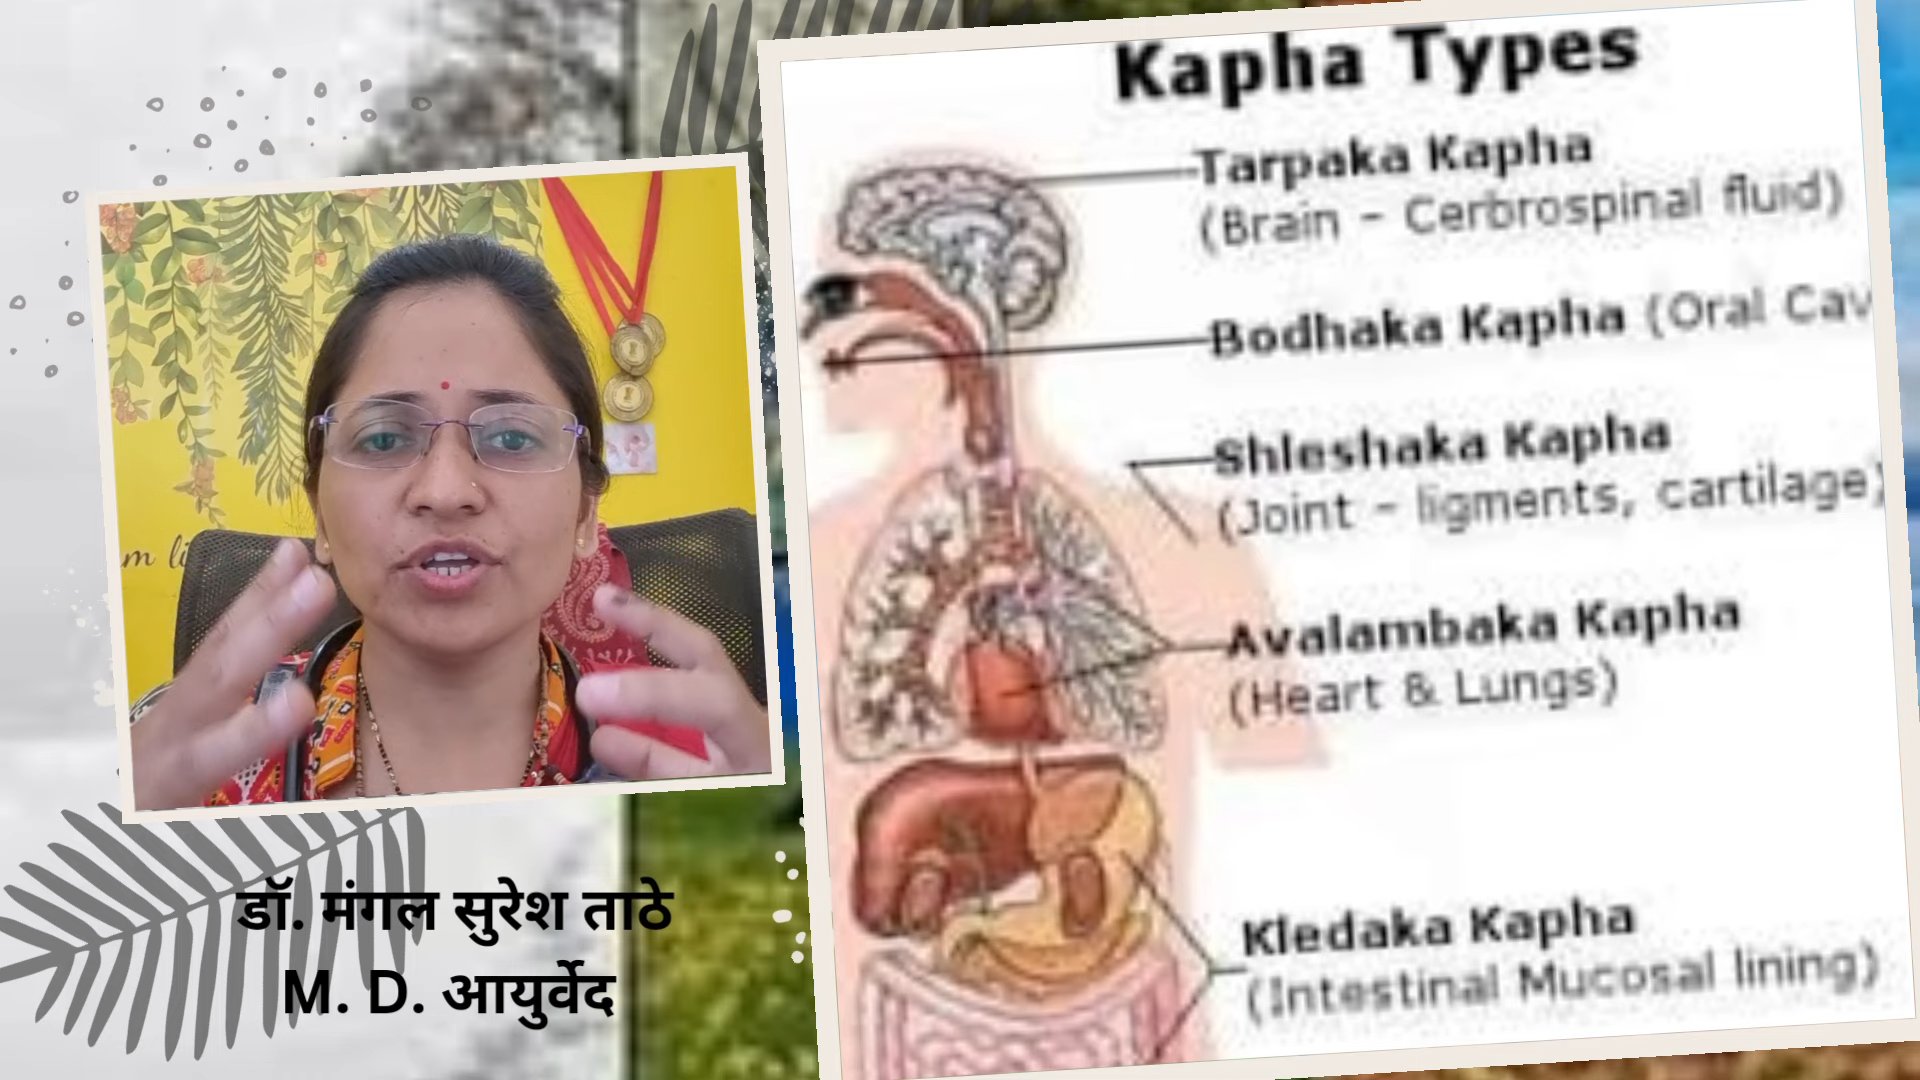 Kapha Types
Tarpaka Kapha
(Brain - Cerbrospinal fluid)
Bodhaka Kapha (Oral Cav
Shleshaka Kapha
(Joint - ligments, cartilage)
Avalambaka Kapha
(Heart & Lungs)
Kledaka Kapha
(Intestinal Mucosal lining)
m li
डॉ. मंगल सुरेश ताठे
M. D. आयुर्वेद